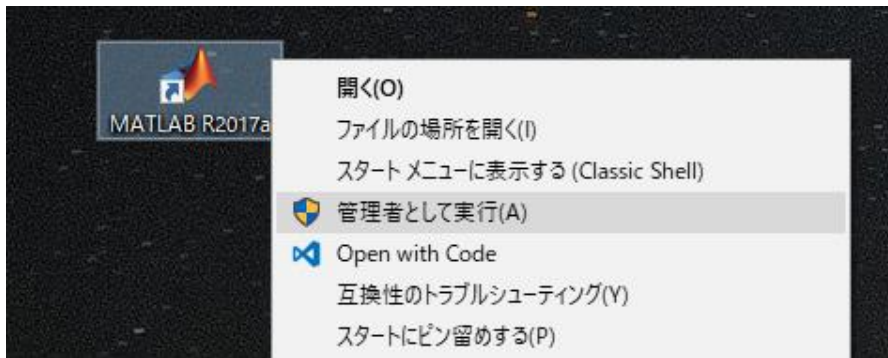 MATLAB R2017a
開く(O)
ファイルの場所を開く(I)
スタート メニューに表示する (Classic Shell)
管理者として実行(A)
Open with Code
互換性のトラブルシューティング(Y)
スタートにピン留めする(P)